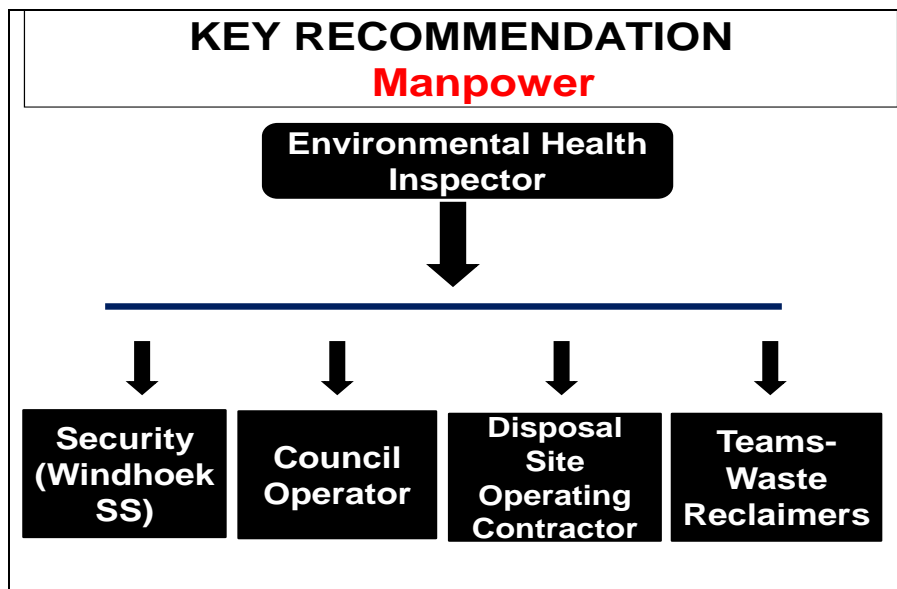 KEY RECOMMENDATION
Manpower
Environmental Health
Inspector
Security
(Windhoek
SS)
Council
Operator
Disposal
Site
Operating
Contractor
Teams-
Waste
Reclaimers